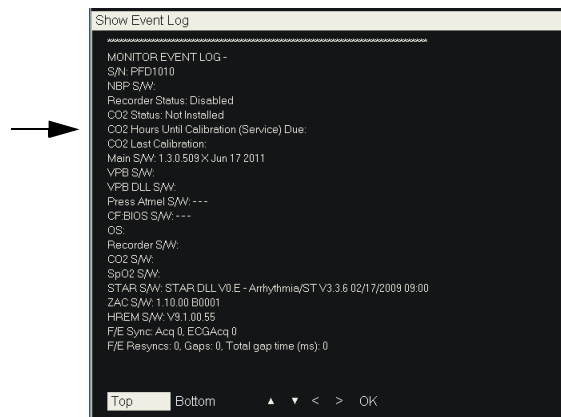 Show Event Log
MONITOR EVENT LOG -
S/N: PFD1010
NBP S/W:
Recorder Status: Disabled
CO2 Status: Not Installed
CO2 Hours Until Calibration (Service) Due:
CO2 Last Calibration:
Main S/W: 1.3.0.509 X Jun 17 2011
VPB S/W:
VPB DLL S/W:
Press Atmel S/W: ---
CF:BIOS S/W: ---
OS:
Recorder S/W:
CO2 S/W:
SpO2 S/W:
STAR S/W: STAR DLL V0.E - Arrhythmia/ST V3.3.6 02/17/2009 09:00
ZAC S/W: 1.10.00 B0001
HREM S/W: V9.1.00.55
F/E Sync: Acq 0, ECGAcq 0
F/E Resyncs: 0, Gaps: 0, Total gap time (ms): 0
Top Bottom ▲ ▼ < > OK